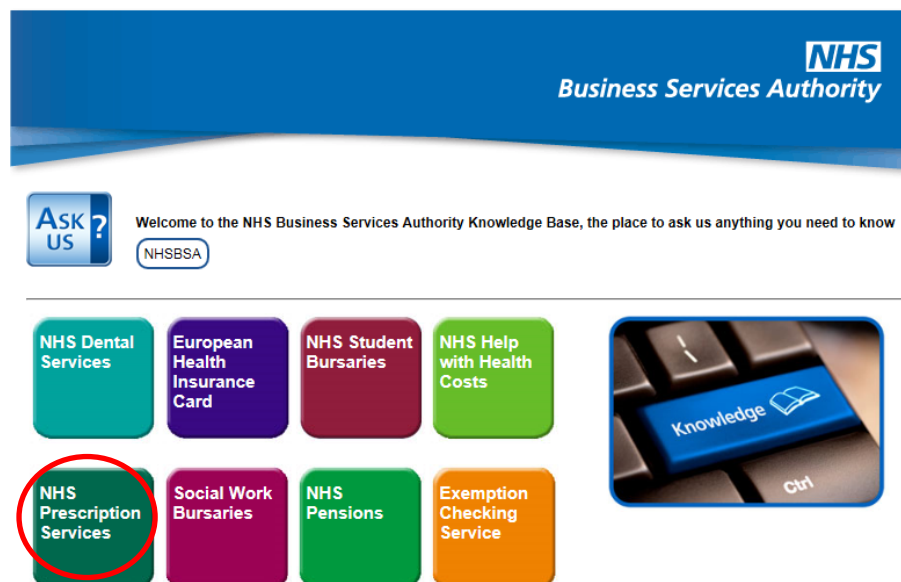 NHS
Business Services Authority
ASK
US
?
Welcome to the NHS Business Services Authority Knowledge Base, the place to ask us anything you need to know
NHSBSA
NHS Dental
Services
European
Health
Insurance
Card
NHS Student
Bursaries
NHS Help
with Health
Costs
Knowledge
Ctrl
NHS
Prescription
Services
Social Work
Bursaries
NHS
Pensions
Exemption
Checking
Service